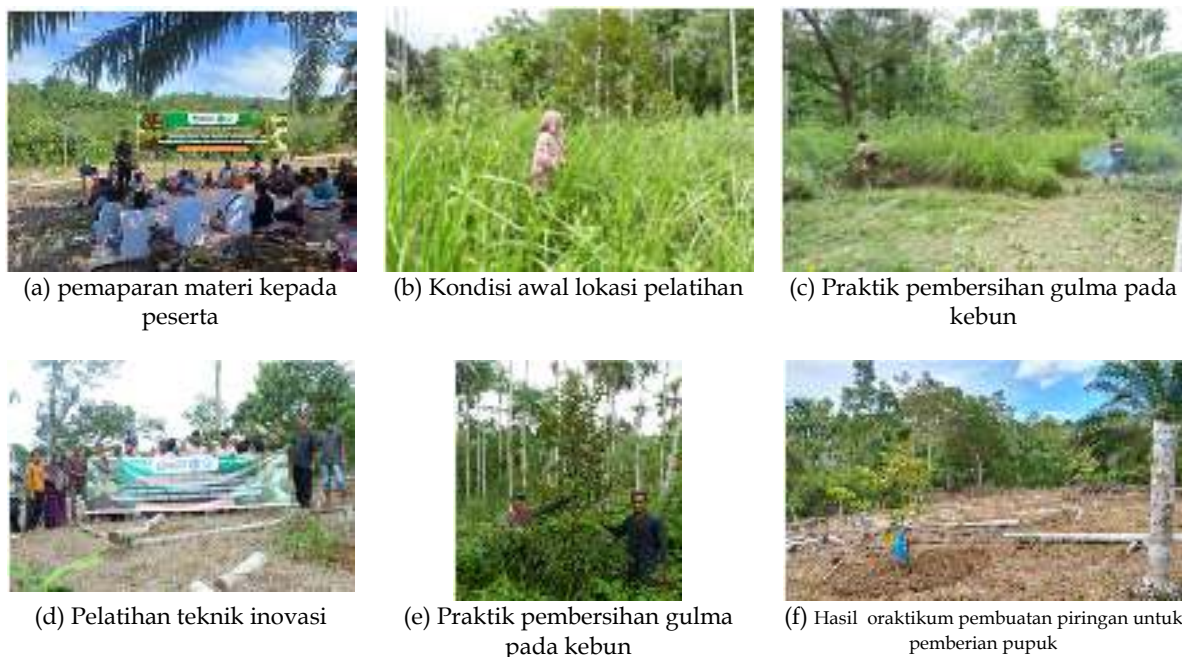 (a) pemaparan materi kepada
peserta
(b) Kondisi awal lokasi pelatihan
(c) Praktik pembersihan gulma pada
kebun
(d) Pelatihan teknik inovasi
(e) Praktik pembersihan gulma
pada kebun
(f) Hasil oraktikum pembuatan piringan untuk
pemberian pupuk